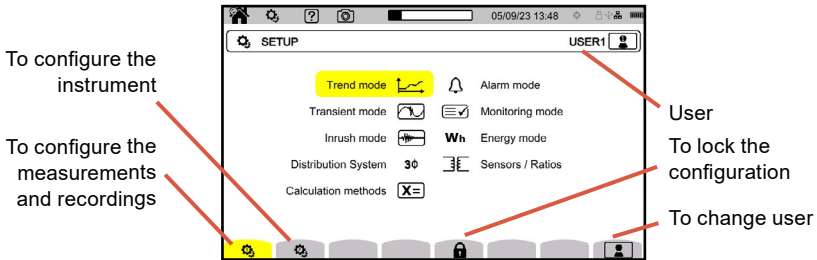 05/09/23 13:48
SETUP
USER1
To configure the
instrument
Trend mode
Alarm mode
Transient mode
Monitoring mode
User
To configure the
measurements
and recordings
Inrush mode
Wh Energy mode
To lock the
configuration
Distribution System 3Φ
Sensors / Ratios
Calculation methods X=
To change user